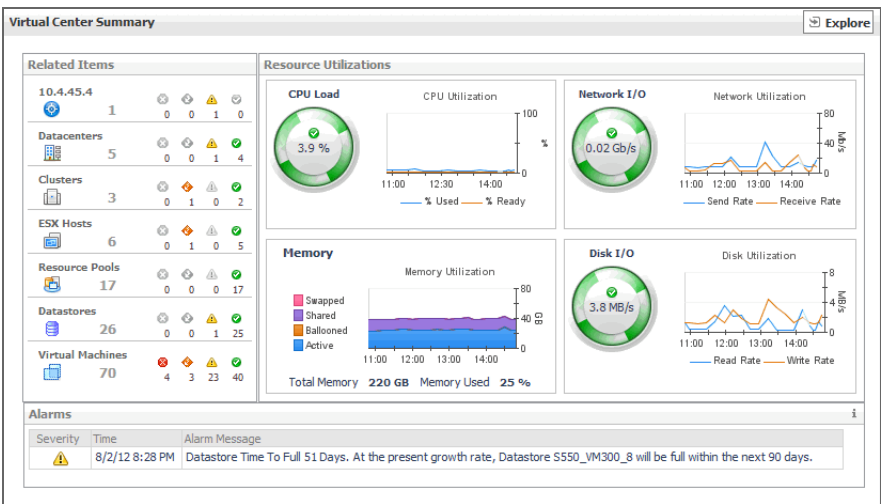 Virtual Center Summary
Explore
Related Items
10.4.45.4
1
0 0 1 0
Datacenters
5
0 0 1 4
Clusters
3
0 1 0 2
ESX Hosts
6
0 1 0 5
Resource Pools
17
0 0 0 17
Datastores
26
0 0 1 25
Virtual Machines
70
4 3 23 40
Resource Utilizations
CPU Load
3.9 %
CPU Utilization
100
%
0
11:00 12:30 14:00
% Used % Ready
Network I/O
0.02 Gb/s
Network Utilization
80
40
Mb/s
0
11:00 12:00 13:00 14:00
Send Rate Receive Rate
Memory
Memory Utilization
Swapped
Shared
Ballooned
Active
80
40
GB
0
11:00 12:00 13:00 14:00
Total Memory 220 GB Memory Used 25 %
Disk I/O
3.8 MB/s
Disk Utilization
8
4
MB/s
0
11:00 12:00 13:00 14:00
Read Rate Write Rate
Alarms
i
Severity Time Alarm Message
8/2/12 8:28 PM Datastore Time To Full 51 Days. At the present growth rate, Datastore S550_VM300_8 will be full within the next 90 days.